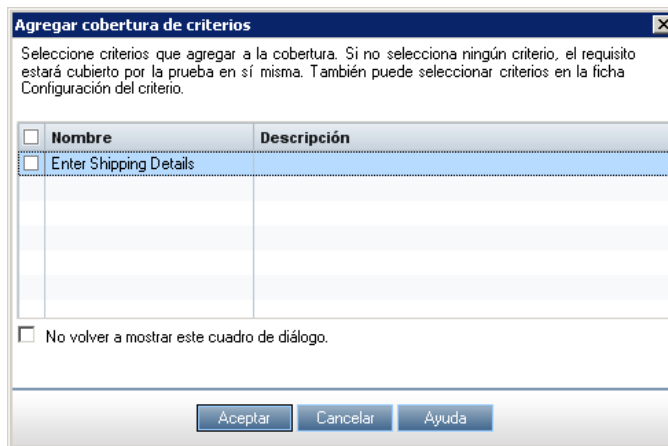 Agregar cobertura de criterios
Seleccione criterios que agregar a la cobertura. Si no selecciona ningún criterio, el requisito
estará cubierto por la prueba en sí misma. También puede seleccionar criterios en la ficha
Configuración del criterio.
Nombre Descripción
Enter Shipping Details
No volver a mostrar este cuadro de diálogo.
Aceptar Cancelar Ayuda